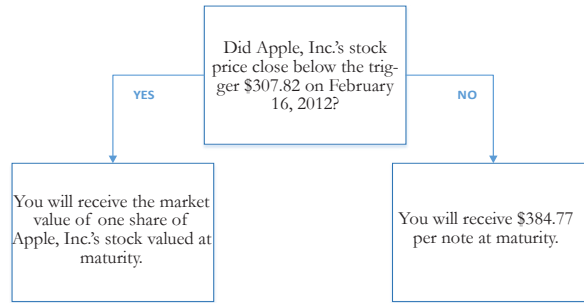 Did Apple, Inc.’s stock
price close below the trig-
ger $307.82 on February
16, 2012?
YES
NO
You will receive the market
value of one share of
Apple, Inc.’s stock valued at
maturity.
You will receive $384.77
per note at maturity.